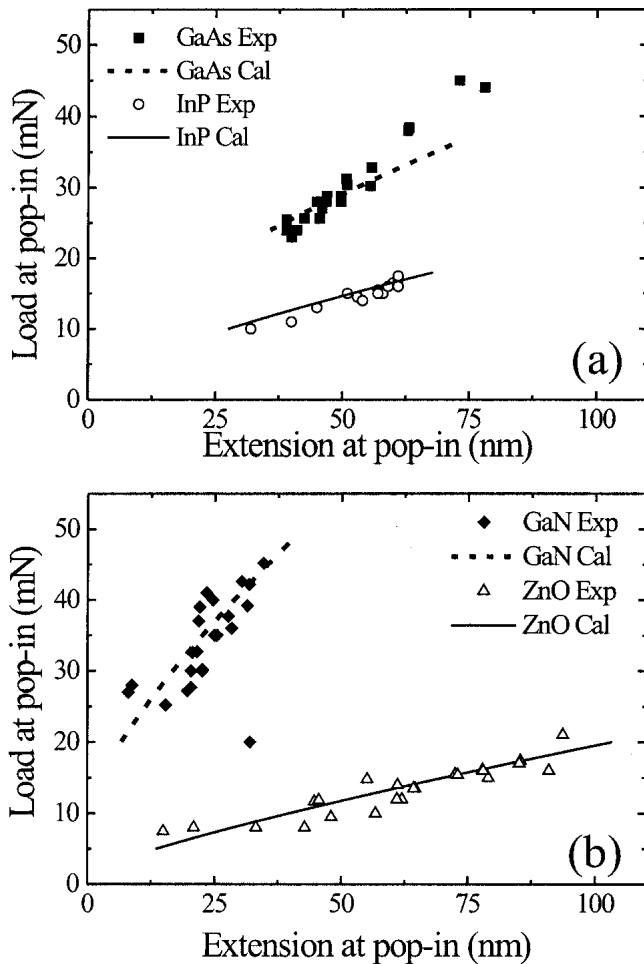 GaAs Exp
GaAs Cal
InP Exp
InP Cal
Load at pop-in (mN)
50
40
30
20
10
0
(a)
0 25 50 75 100
Extension at pop-in (nm)
GaN Exp
GaN Cal
ZnO Exp
ZnO Cal
Load at pop-in (mN)
50
40
30
20
10
0
(b)
0 25 50 75 100
Extension at pop-in (nm)